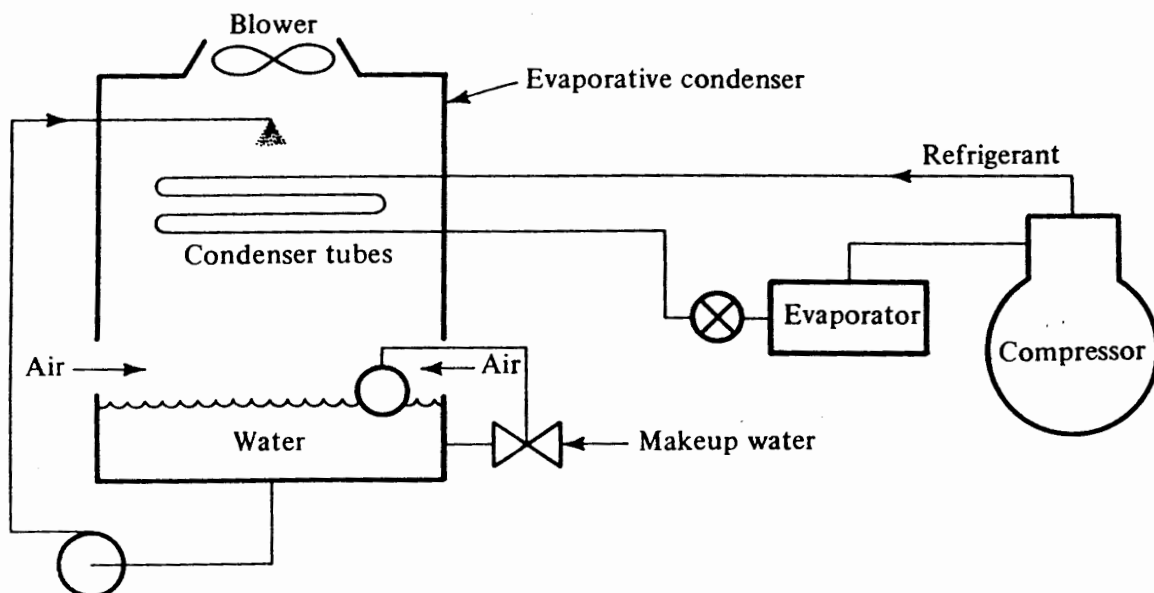 Blower
Evaporative condenser
Refrigerant
Condenser tubes
Evaporator
Compressor
Air
Air
Water
Makeup water